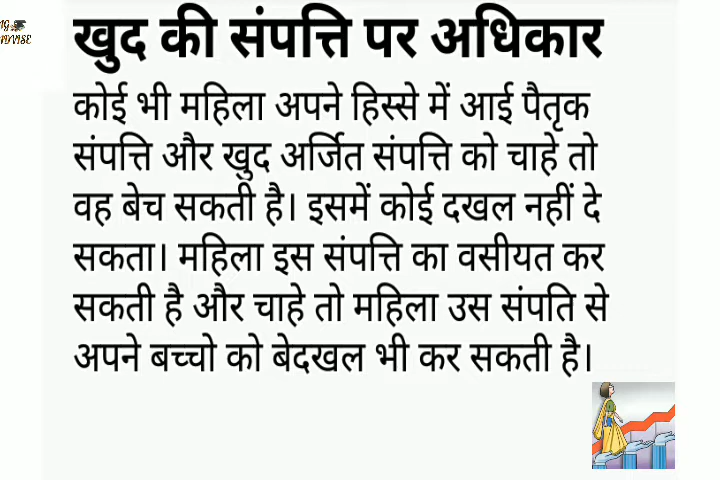 खुद की संपत्ति पर अधिकार
कोई भी महिला अपने हिस्से में आई पैतृक
संपत्ति और खुद अर्जित संपत्ति को चाहे तो
वह बेच सकती है। इसमें कोई दखल नहीं दे
सकता। महिला इस संपत्ति का वसीयत कर
सकती है और चाहे तो महिला उस संपति से
अपने बच्चो को बेदखल भी कर सकती है।